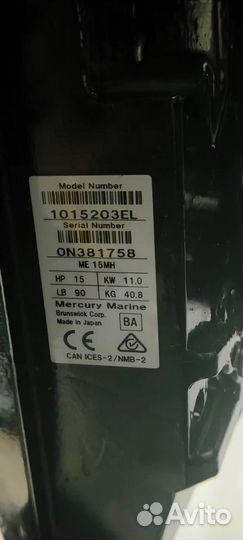 Model Number
1015203EL
Serial Number
0N381758
ME 15MH
HP 15 KW 11.0
LB 90 KG 40.8
Mercury Marine
Brunswick Corp.
Made in Japan
BA
CE
CAN ICES-2/NMB-2
Avito